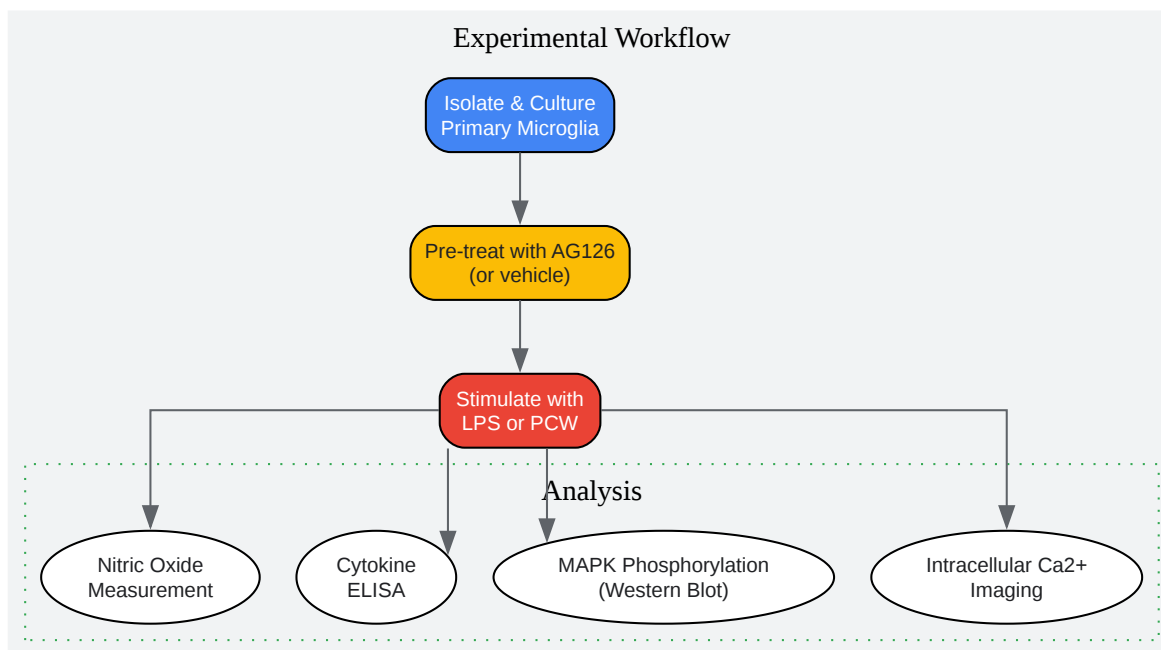 Experimental Workflow
Isolate & Culture
Primary Microglia
Pre-treat with AG126
(or vehicle)
Stimulate with
LPS or PCW
Analysis
Nitric Oxide
Measurement
Cytokine
ELISA
MAPK Phosphorylation
(Western Blot)
Intracellular Ca2+
Imaging